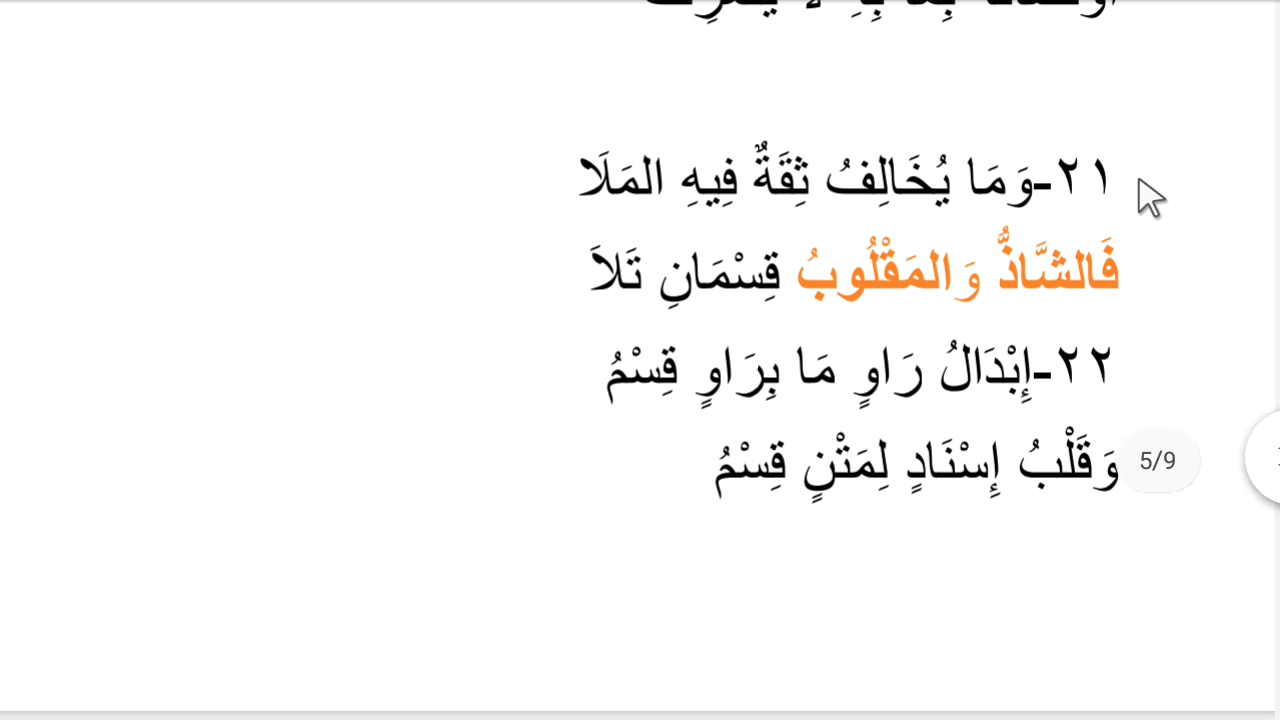 ٢١-وَمَا يُخَالِفُ ثِقَةٌ فِيهِ المَلَا
فَالشَّاذُّ وَالمَقْلُوبُ قِسْمَانِ تَلاَ
٢٢-إِبْدَالُ رَاوٍ مَا بِرَاوٍ قِسْمُ
وَقَلْبُ إِسْنَادٍ لِمَتْنٍ قِسْمُ
5/9